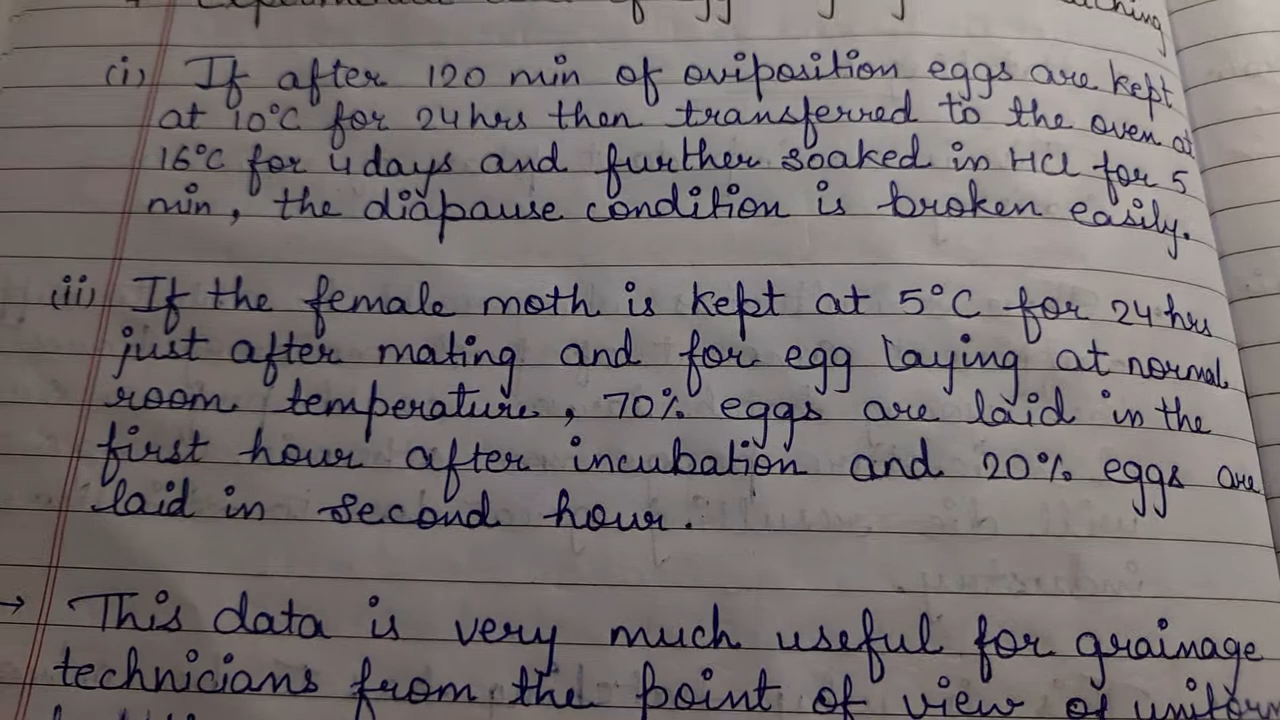 of egg
(i) If after 120 min of oviposition eggs are kept
at 10°C for 24hrs then transferred to the oven at
16°C for 4days and further soaked in HCl for 5
min, the diapause condition is broken easily.
(ii) If the female moth is kept at 5°C for 24 hrs
just after mating and for egg laying at normal
room temperature, 70% eggs are laid in the
first hour after incubation and 20% eggs are
laid in second hour.
→ This data is very much useful for grainage
technicians from the point of view of